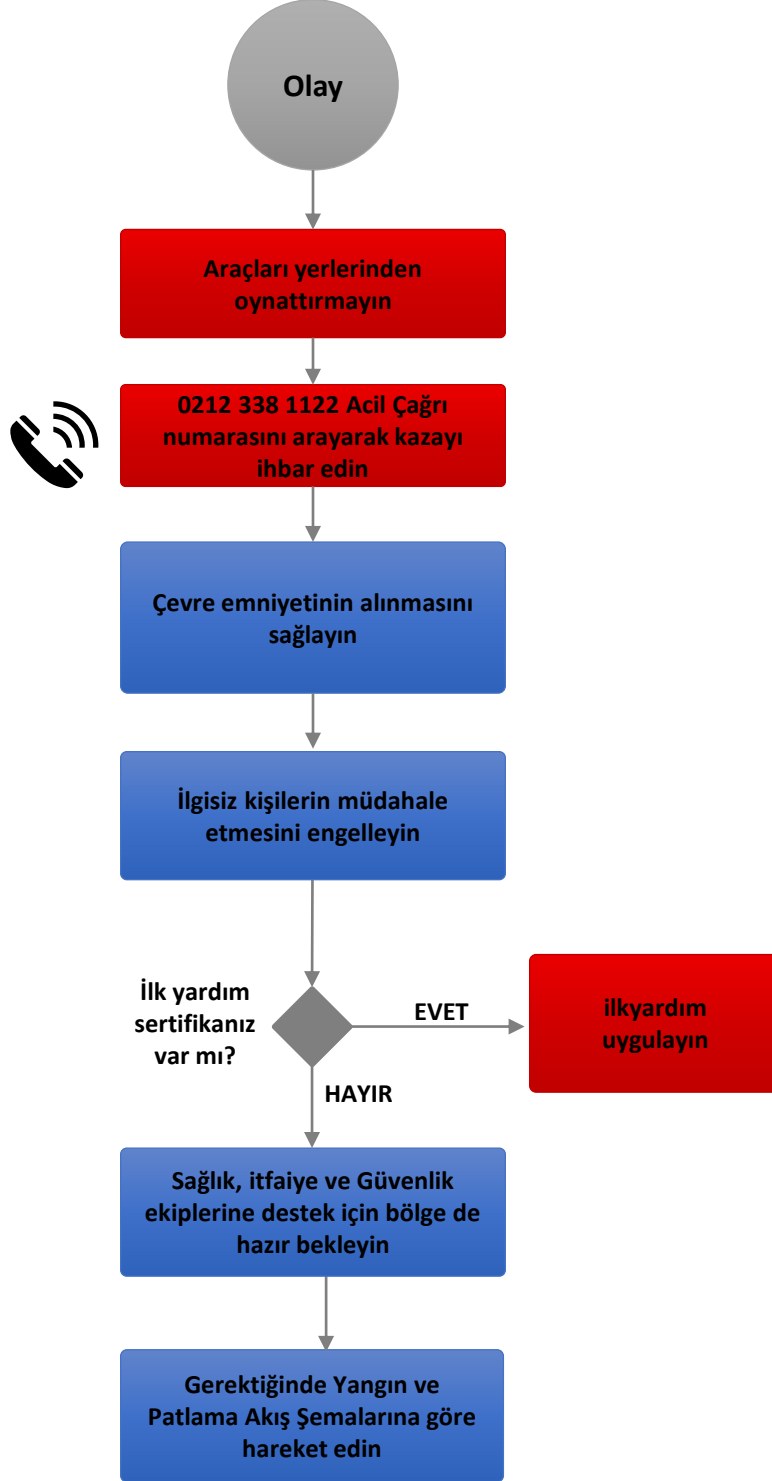 Olay
Araçları yerlerinden
oynattırmayın
0212 338 1122 Acil Çağrı
numarasını arayarak kazayı
ihbar edin
Çevre emniyetinin alınmasını
sağlayın
İlgisiz kişilerin müdahale
etmesini engelleyin
İlk yardım
sertifikanız
var mı?
EVET
ilkyardım
uygulayın
HAYIR
Sağlık, itfaiye ve Güvenlik
ekiplerine destek için bölge de
hazır bekleyin
Gerektiğinde Yangın ve
Patlama Akış Şemalarına göre
hareket edin